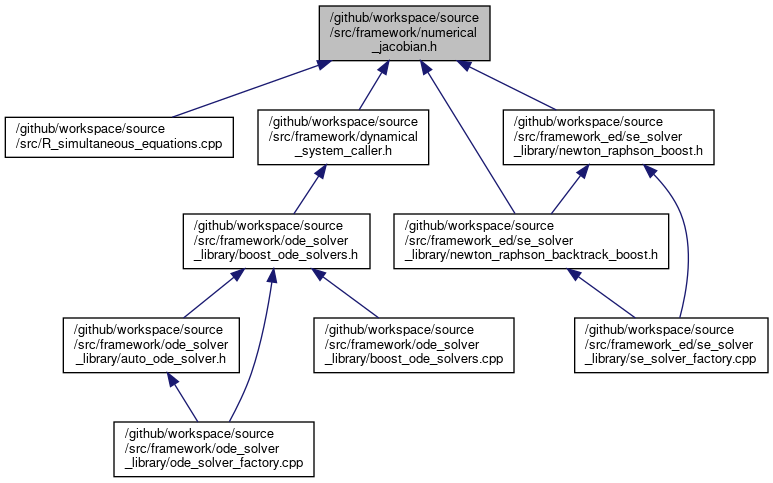 /github/workspace/source
/src/framework/numerical
_jacobian.h
/github/workspace/source
/src/R_simultaneous_equations.cpp
/github/workspace/source
/src/framework/dynamical
_system_caller.h
/github/workspace/source
/src/framework_ed/se_solver
_library/newton_raphson_boost.h
/github/workspace/source
/src/framework/ode_solver
_library/boost_ode_solvers.h
/github/workspace/source
/src/framework_ed/se_solver
_library/newton_raphson_backtrack_boost.h
/github/workspace/source
/src/framework/ode_solver
_library/auto_ode_solver.h
/github/workspace/source
/src/framework/ode_solver
_library/boost_ode_solvers.cpp
/github/workspace/source
/src/framework_ed/se_solver
_library/se_solver_factory.cpp
/github/workspace/source
/src/framework/ode_solver
_library/ode_solver_factory.cpp